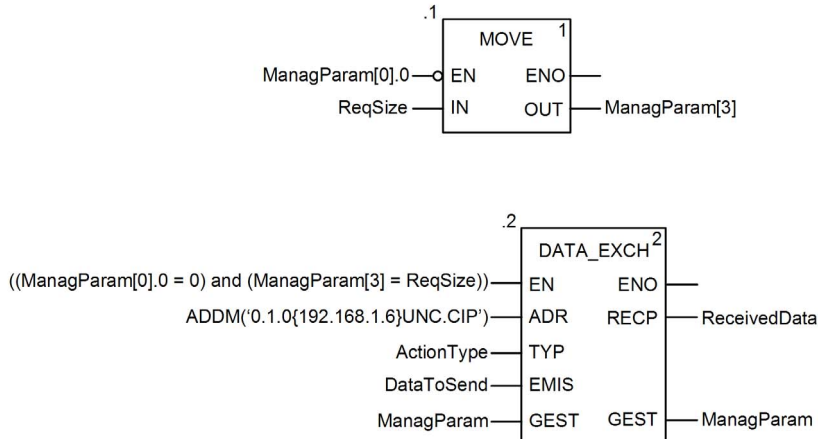 .1
MOVE 1
ManagParam[0].0 EN ENO
ReqSize IN OUT ManagParam[3]
.2
DATA_EXCH 2
((ManagParam[0].0 = 0) and (ManagParam[3] = ReqSize)) EN ENO
ADDM(‘0.1.0{192.168.1.6}UNC.CIP’) ADR RECP ReceivedData
ActionType TYP
DataToSend EMIS
ManagParam GEST GEST ManagParam